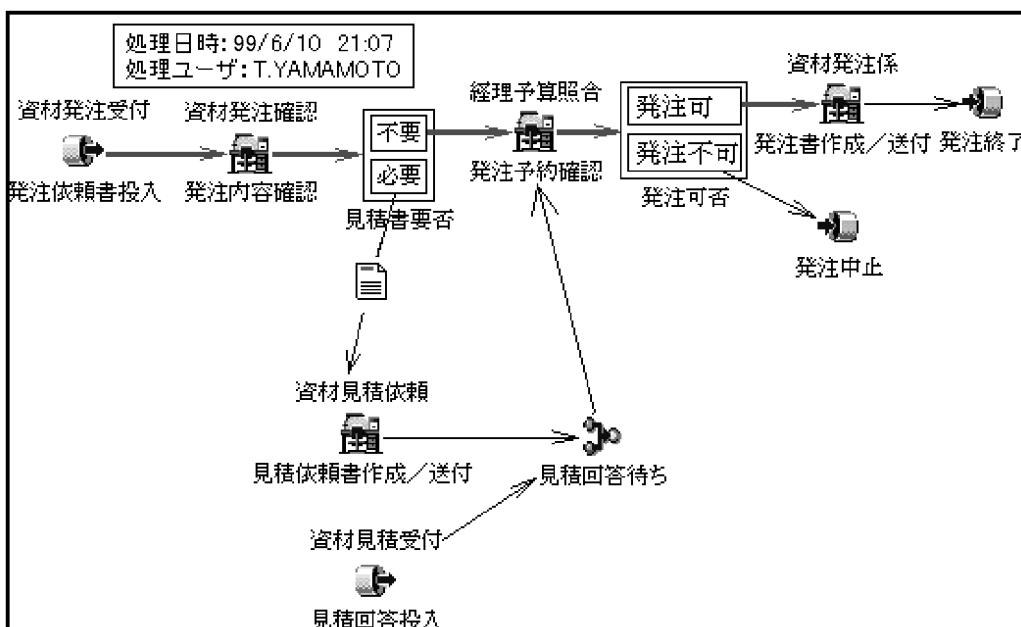 処理日時:99/6/10 21:07
処理ユーザ:T.YAMAMOTO
資材発注受付
発注依頼書投入
資材発注確認
発注内容確認
不要
必要
見積書要否
経理予算照合
発注予約確認
発注可
発注不可
発注可否
資材発注係
発注書作成/送付
発注終了
発注中止
資材見積依頼
見積依頼書作成/送付
見積回答待ち
資材見積受付
見積回答投入